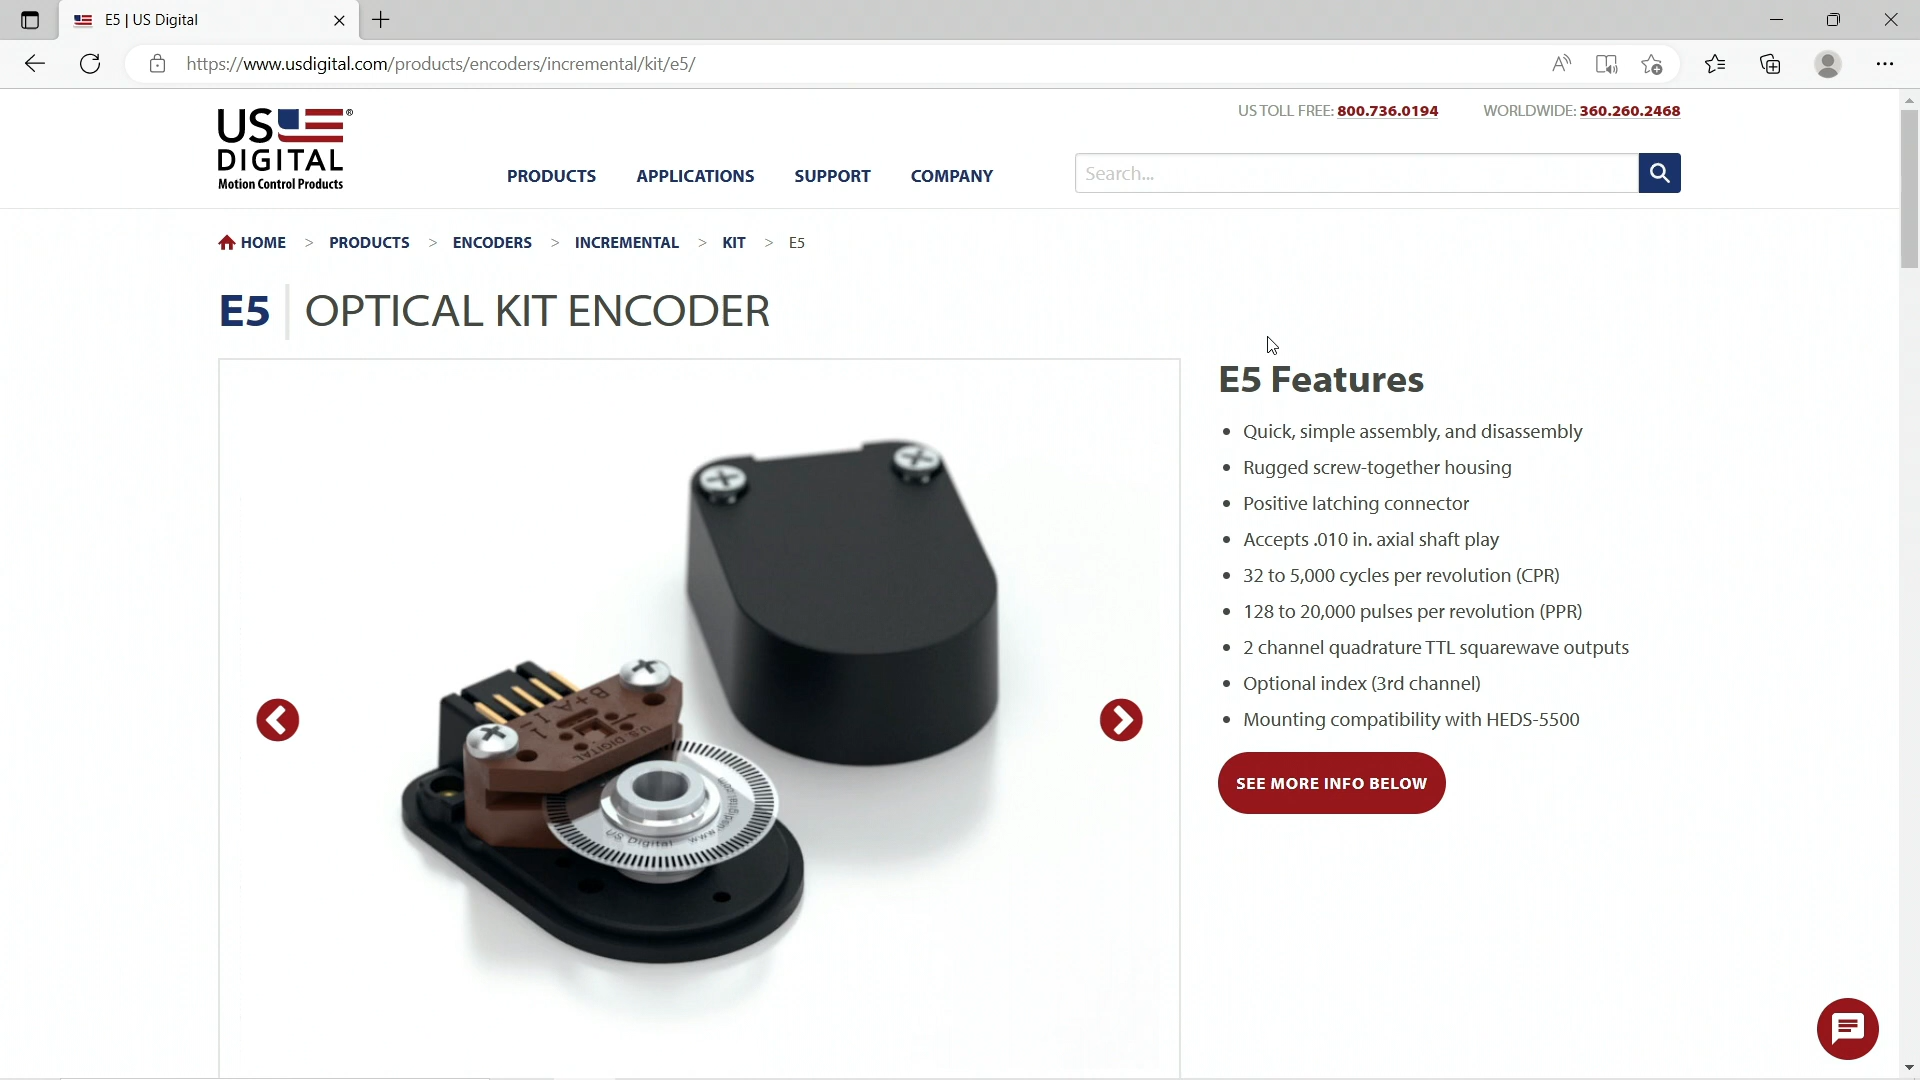 E5 | US Digital
https://www.usdigital.com/products/encoders/incremental/kit/e5/
US TOLL FREE: 800.736.0194 WORLDWIDE: 360.260.2468
US
DIGITAL
®
Motion Control Products
PRODUCTS APPLICATIONS SUPPORT COMPANY
Search...
HOME > PRODUCTS > ENCODERS > INCREMENTAL > KIT > E5
E5 | OPTICAL KIT ENCODER
E5 Features
• Quick, simple assembly, and disassembly
• Rugged screw-together housing
• Positive latching connector
• Accepts .010 in. axial shaft play
• 32 to 5,000 cycles per revolution (CPR)
• 128 to 20,000 pulses per revolution (PPR)
• 2 channel quadrature TTL squarewave outputs
• Optional index (3rd channel)
• Mounting compatibility with HEDS-5500
SEE MORE INFO BELOW
B + A I -
U.S. DIGITAL
US Digital